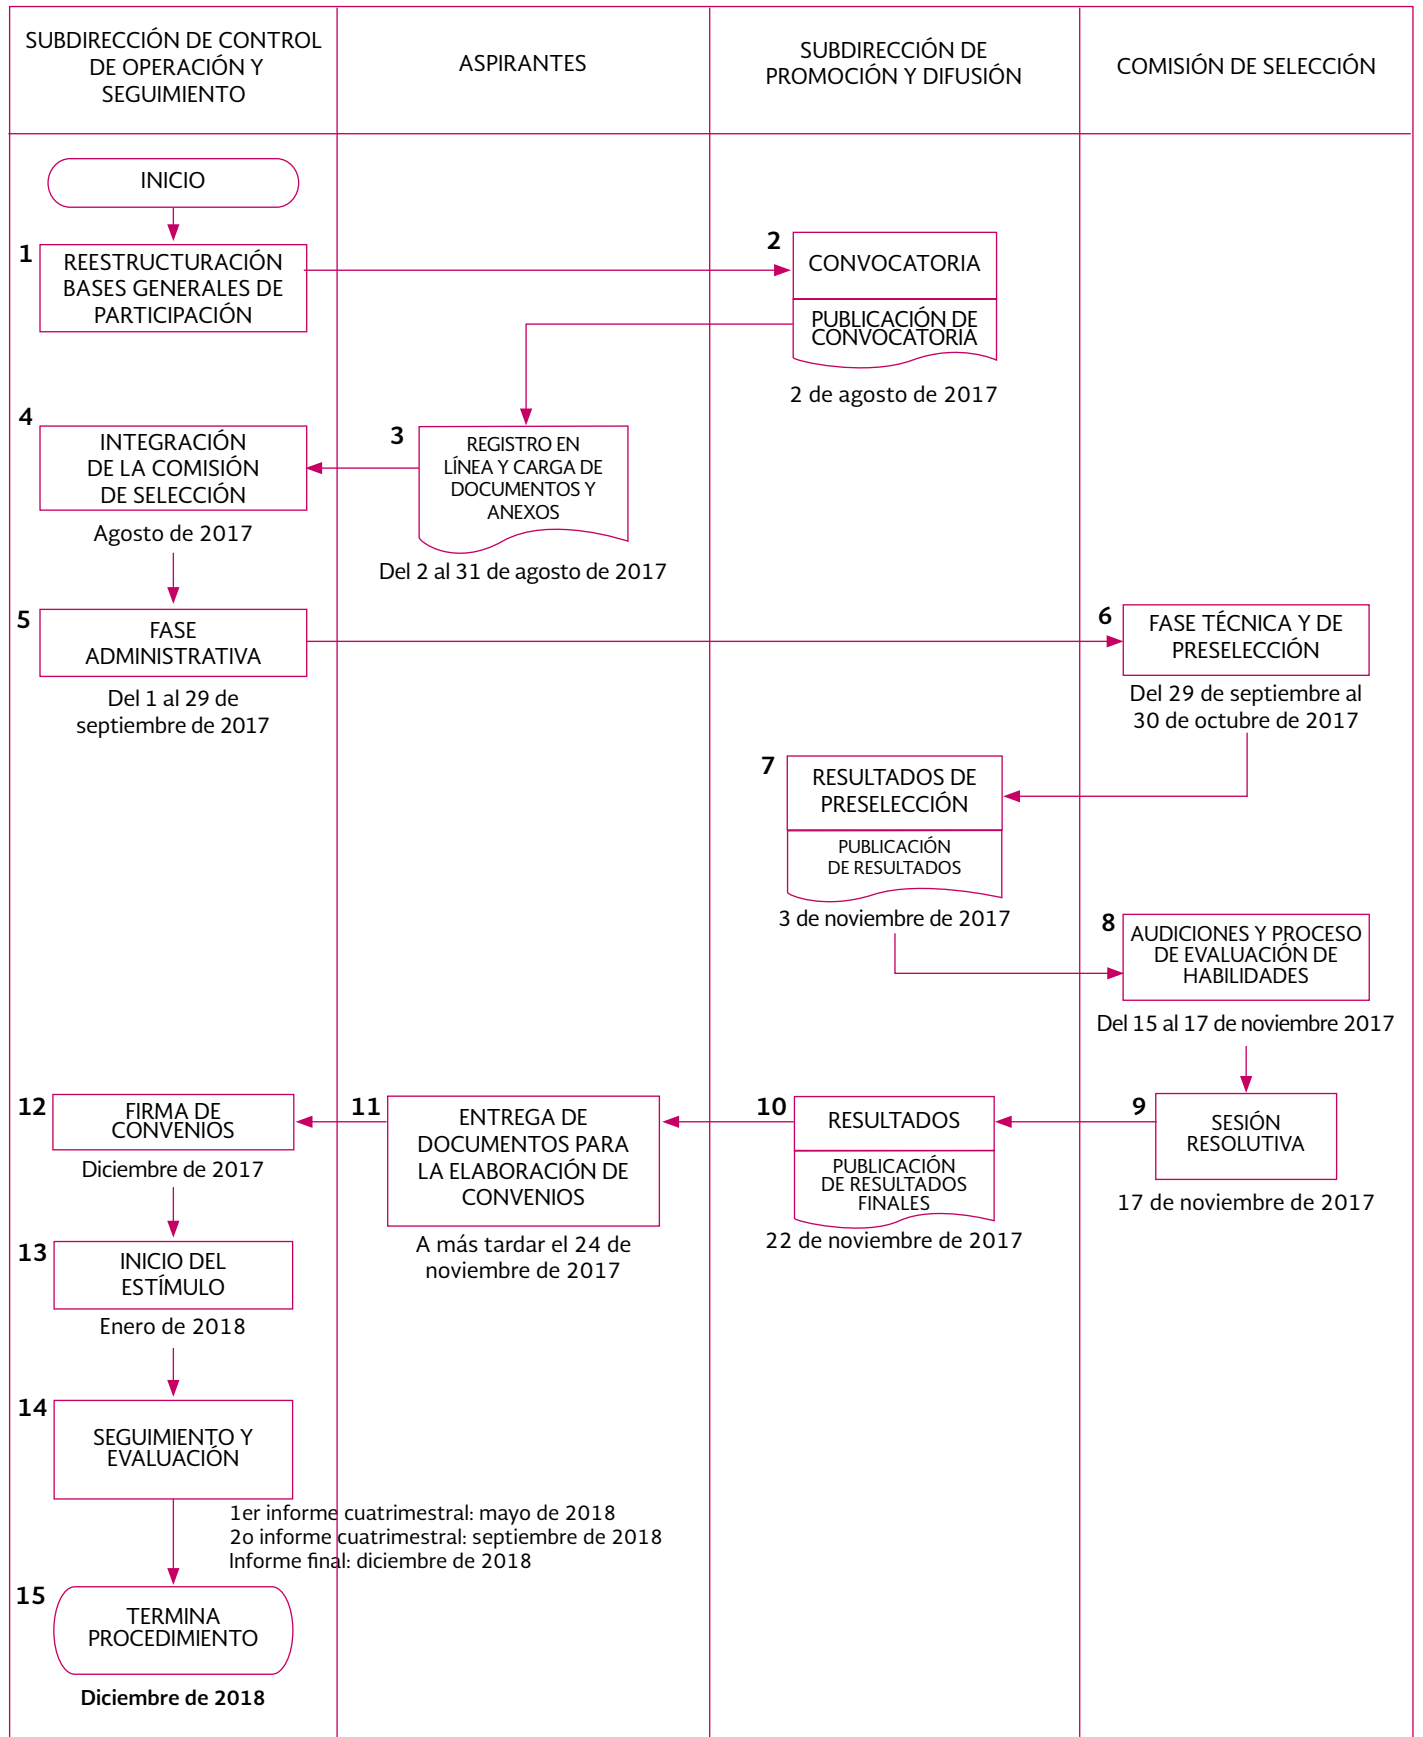 SUBDIRECCIÓN DE CONTROL
DE OPERACIÓN Y
SEGUIMIENTO
ASPIRANTES
SUBDIRECCIÓN DE
PROMOCIÓN Y DIFUSIÓN
COMISIÓN DE SELECCIÓN
INICIO
1
REESTRUCTURACIÓN
BASES GENERALES DE
PARTICIPACIÓN
2
CONVOCATORIA
PUBLICACIÓN DE
CONVOCATORIA
2 de agosto de 2017
3
REGISTRO EN
LÍNEA Y CARGA DE
DOCUMENTOS Y
ANEXOS
Del 2 al 31 de agosto de 2017
4
INTEGRACIÓN
DE LA COMISIÓN
DE SELECCIÓN
Agosto de 2017
5
FASE
ADMINISTRATIVA
Del 1 al 29 de
septiembre de 2017
6
FASE TÉCNICA Y DE
PRESELECCIÓN
Del 29 de septiembre al
30 de octubre de 2017
7
RESULTADOS DE
PRESELECCIÓN
PUBLICACIÓN
DE RESULTADOS
3 de noviembre de 2017
8
AUDICIONES Y PROCESO
DE EVALUACIÓN DE
HABILIDADES
Del 15 al 17 de noviembre 2017
9
SESIÓN
RESOLUTIVA
17 de noviembre de 2017
10
RESULTADOS
PUBLICACIÓN
DE RESULTADOS
FINALES
22 de noviembre de 2017
11
ENTREGA DE
DOCUMENTOS PARA
LA ELABORACIÓN DE
CONVENIOS
A más tardar el 24 de
noviembre de 2017
12
FIRMA DE
CONVENIOS
Diciembre de 2017
13
INICIO DEL
ESTÍMULO
Enero de 2018
14
SEGUIMIENTO Y
EVALUACIÓN
1er informe cuatrimestral: mayo de 2018
2o informe cuatrimestral: septiembre de 2018
Informe final: diciembre de 2018
15
TERMINA
PROCEDIMIENTO
Diciembre de 2018